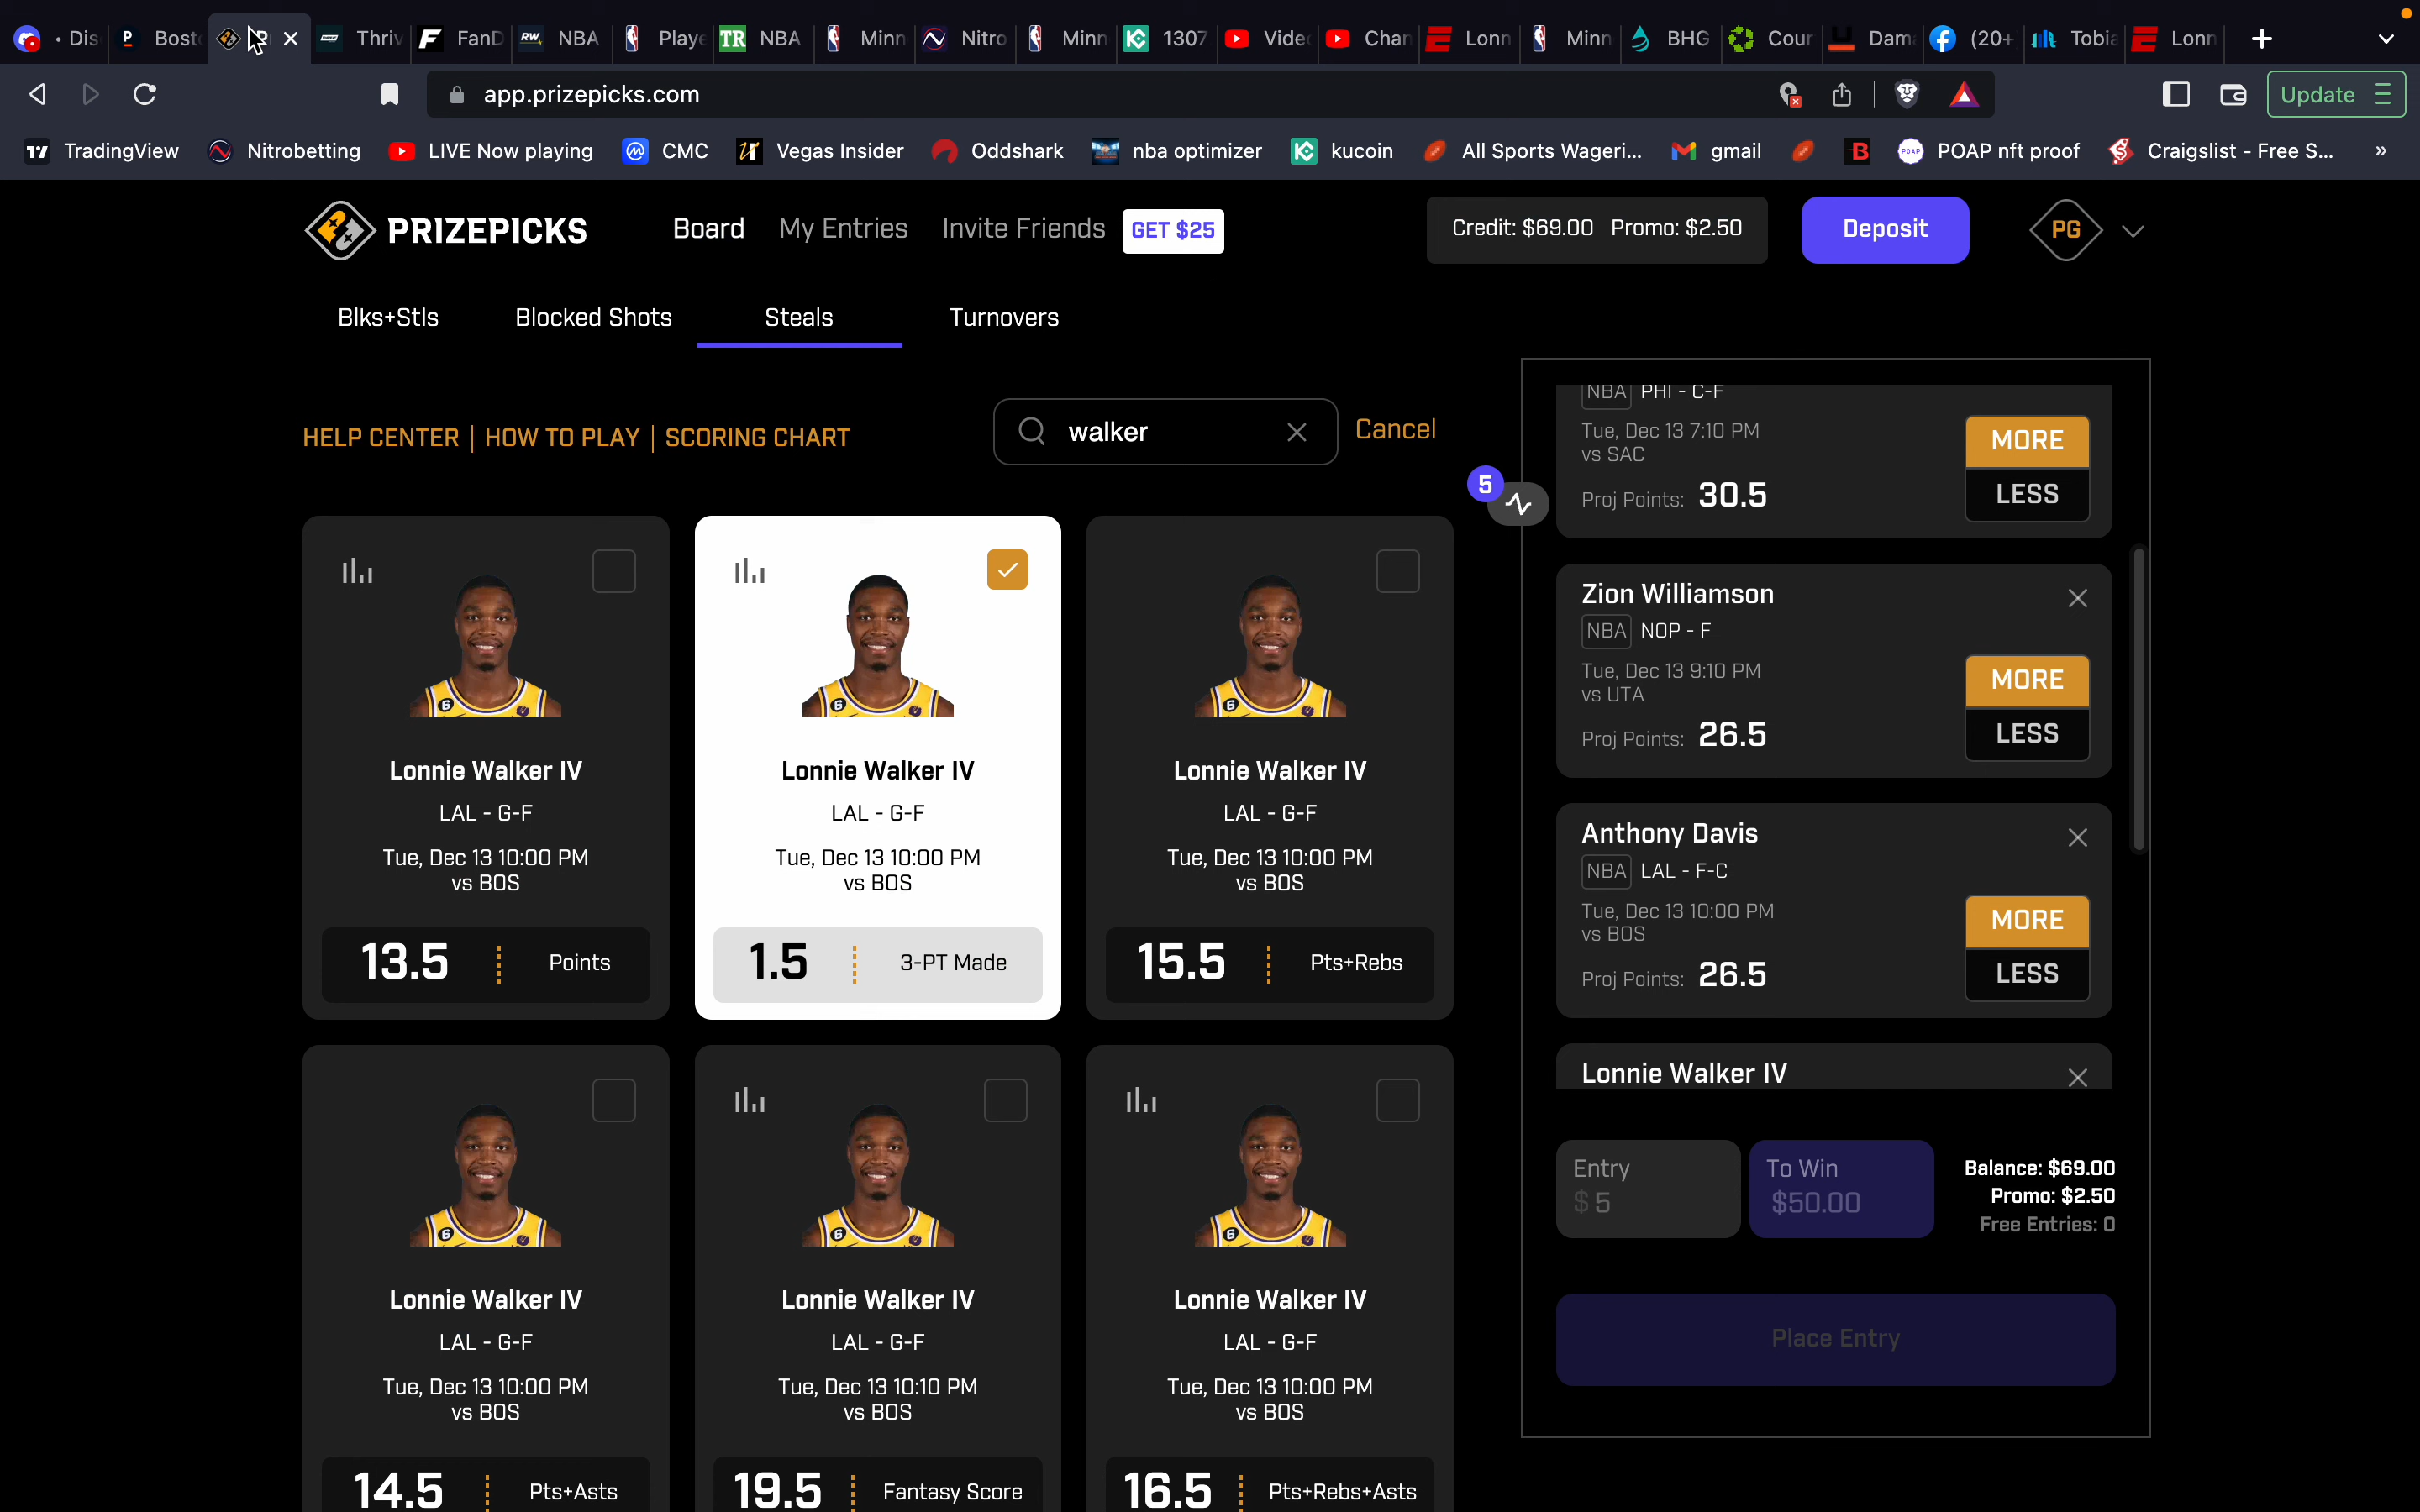 Dis
Bost
P
Thriv
FanD
RW
NBA
Playe
TR
NBA
Minn
Nitro
Minn
1307
Vide
Chan
Lonn
Minn
BHG
Cour
Dam
(20+
Tobia
Lonn
app.prizepicks.com
Update
TradingView
Nitrobetting
LIVE Now playing
CMC
Vegas Insider
Oddshark
nba optimizer
kucoin
All Sports Wageri...
gmail
B
POAP nft proof
Craigslist - Free S...
»
PRIZEPICKS
Board
My Entries
Invite Friends
GET $25
Credit: $69.00 Promo: $2.50
Deposit
PG
Blks+Stls
Blocked Shots
Steals
Turnovers
HELP CENTER | HOW TO PLAY | SCORING CHART
walker
Cancel
5
Lonnie Walker IV
LAL - G-F
Tue, Dec 13 10:00 PM
vs BOS
13.5 Points
Lonnie Walker IV
LAL - G-F
Tue, Dec 13 10:00 PM
vs BOS
1.5 3-PT Made
Lonnie Walker IV
LAL - G-F
Tue, Dec 13 10:00 PM
vs BOS
15.5 Pts+Rebs
Lonnie Walker IV
LAL - G-F
Tue, Dec 13 10:00 PM
vs BOS
14.5 Pts+Asts
Lonnie Walker IV
LAL - G-F
Tue, Dec 13 10:10 PM
vs BOS
19.5 Fantasy Score
Lonnie Walker IV
LAL - G-F
Tue, Dec 13 10:00 PM
vs BOS
16.5 Pts+Rebs+Asts
NBA PHI - C-F
Tue, Dec 13 7:10 PM
vs SAC
Proj Points: 30.5
MORE
LESS
Zion Williamson
NBA NOP - F
Tue, Dec 13 9:10 PM
vs UTA
Proj Points: 26.5
MORE
LESS
Anthony Davis
NBA LAL - F-C
Tue, Dec 13 10:00 PM
vs BOS
Proj Points: 26.5
MORE
LESS
Lonnie Walker IV
Entry
$ 5
To Win
$50.00
Balance: $69.00
Promo: $2.50
Free Entries: 0
Place Entry